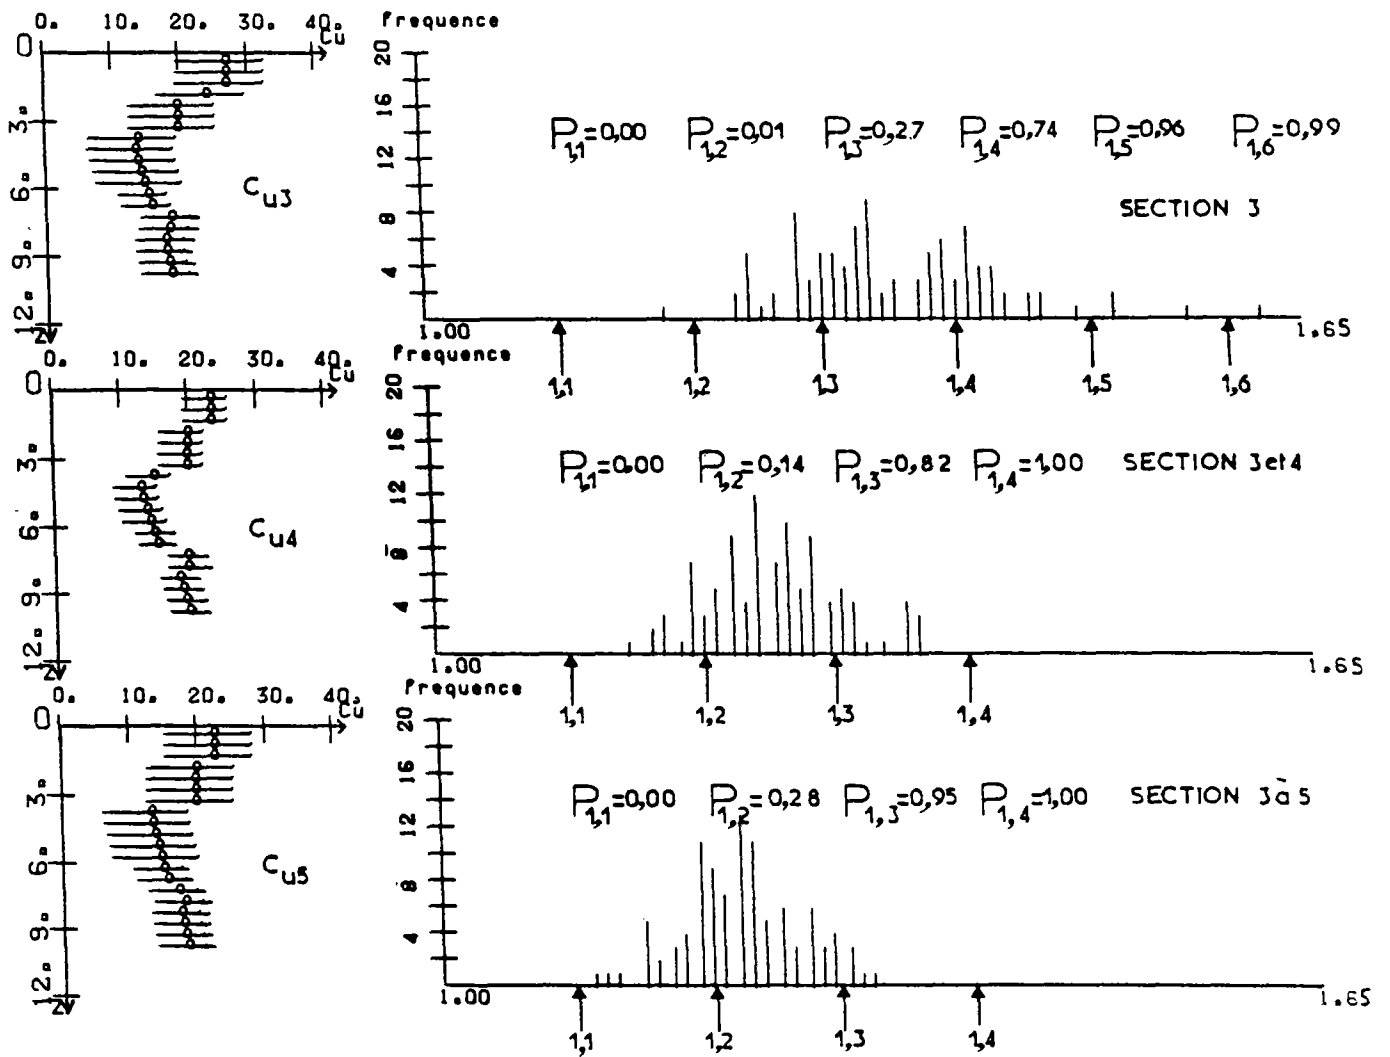 0. 10. 20. 30. 40.
Cu
0
3.
6.
9.
12.
Z
Cu3
frequence
20
16
12
8
4
P1,1=0,00 P1,2=0,01 P1,3=0,27 P1,4=0,74 P1,5=0,96 P1,6=0,99
SECTION 3
1.00 1.65
1,1 1,2 1,3 1,4 1,5 1,6
0. 10. 20. 30. 40.
Cu
0
3.
6.
9.
12.
Z
Cu4
frequence
20
16
12
8
4
P1,1=0,00 P1,2=0,14 P1,3=0,82 P1,4=1,00 SECTION 3et4
1.00 1.65
1,1 1,2 1,3 1,4
0. 10. 20. 30. 40.
Cu
0
3.
6.
9.
12.
Z
Cu5
frequence
20
16
12
8
4
P1,1=0,00 P1,2=0,28 P1,3=0,95 P1,4=1,00 SECTION 3à5
1.00 1.65
1,1 1,2 1,3 1,4